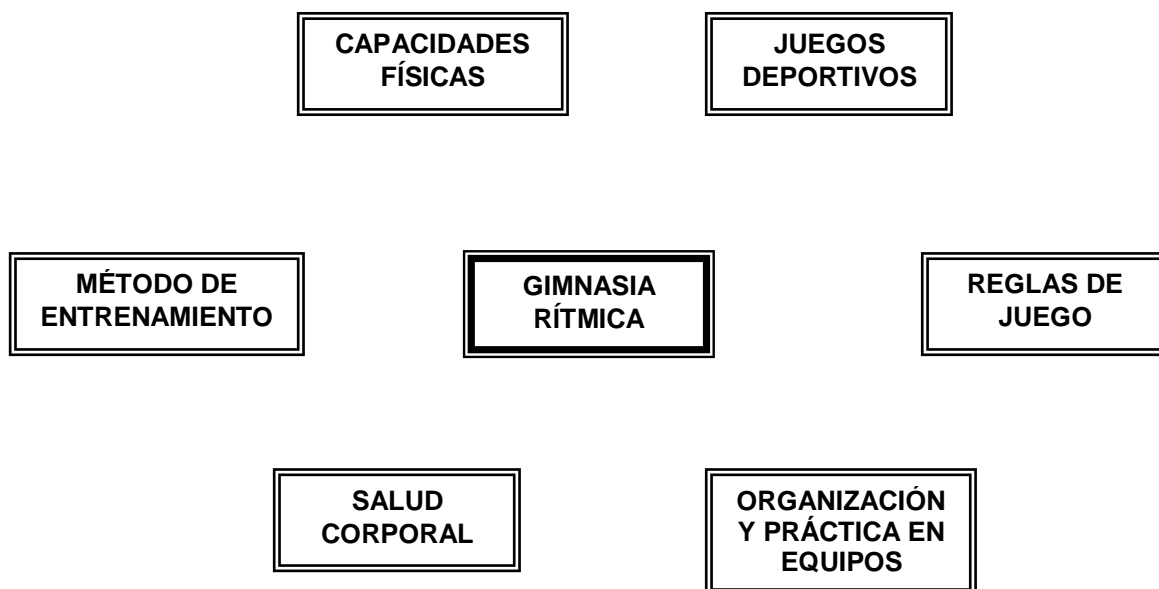 CAPACIDADES
FÍSICAS
JUEGOS
DEPORTIVOS
MÉTODO DE
ENTRENAMIENTO
GIMNASIA
RÍTMICA
REGLAS DE
JUEGO
SALUD
CORPORAL
ORGANIZACIÓN
Y PRÁCTICA EN
EQUIPOS